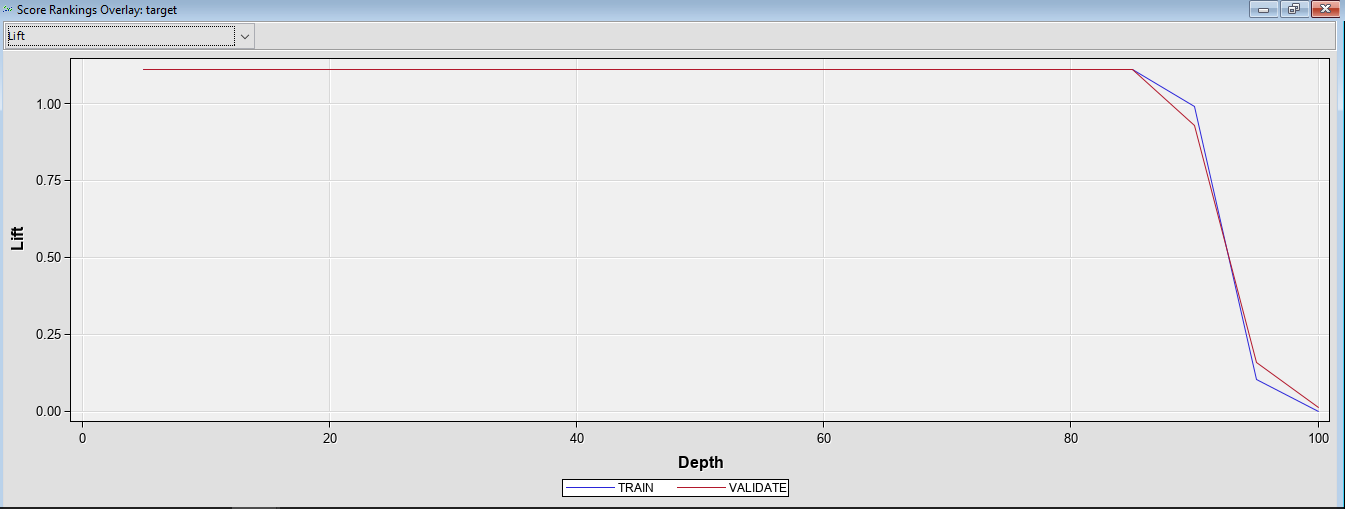 Score Rankings Overlay: target
Lift
1.00
0.75
0.50
0.25
0.00
Lift
0 20 40 60 80 100
Depth
TRAIN VALIDATE